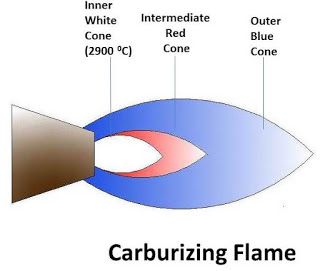 Inner
White
Cone
(2900 ⁰C)
Intermediate
Red
Cone
Outer
Blue
Cone
Carburizing Flame